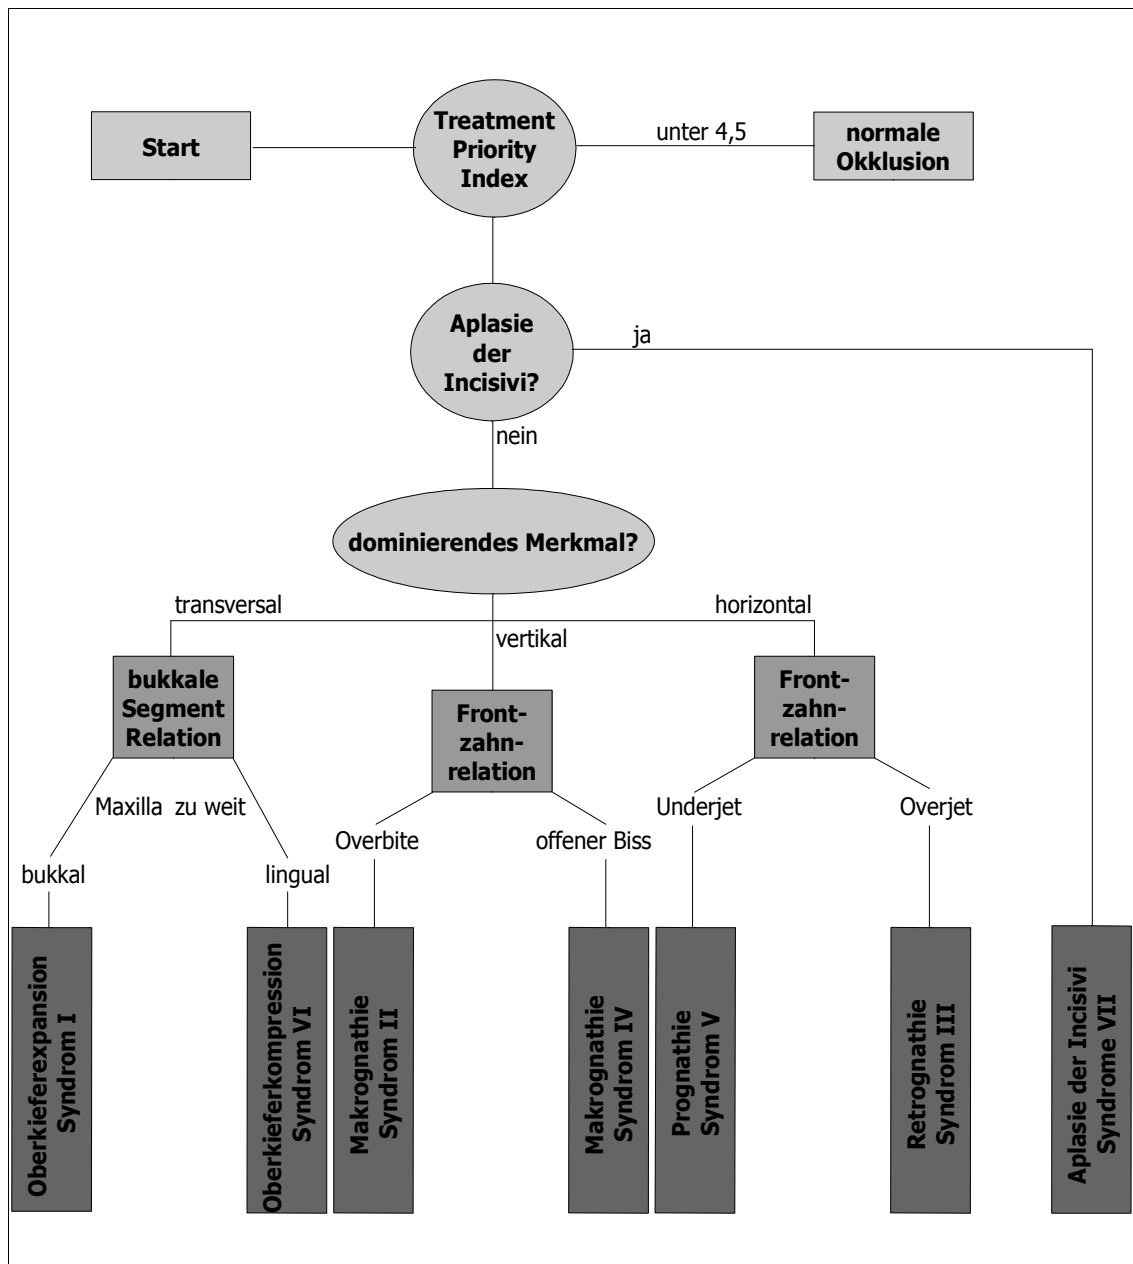 Start
Treatment
Priority
Index
unter 4,5
normale
Okklusion
Aplasie
der
Incisivi?
ja
nein
dominierendes Merkmal?
transversal
vertikal
horizontal
bukkale
Segment
Relation
Front-
zahn-
relation
Front-
zahn-
relation
Maxilla zu weit
bukkal
lingual
Overbite
offener Biss
Underjet
Overjet
Oberkieferexpansion
Syndrom I
Oberkieferkompression
Syndrom VI
Makrognathie
Syndrom II
Makrognathie
Syndrom IV
Prognathie
Syndrom V
Retrognathie
Syndrom III
Aplasie der Incisivi
Syndrome VII